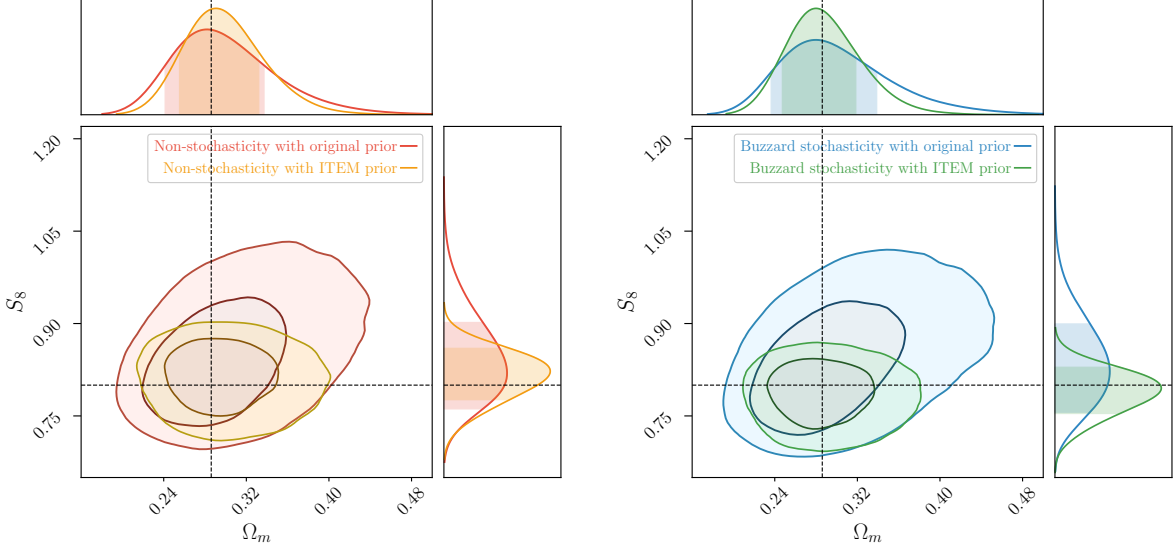 Non-stochasticity with original prior
Non-stochasticity with ITEM prior
1.20
1.05
0.90
0.75
S₈
0.24
0.32
0.40
0.48
Ωₘ
Buzzard stochasticity with original prior
Buzzard stochasticity with ITEM prior
1.20
1.05
0.90
0.75
S₈
0.24
0.32
0.40
0.48
Ωₘ